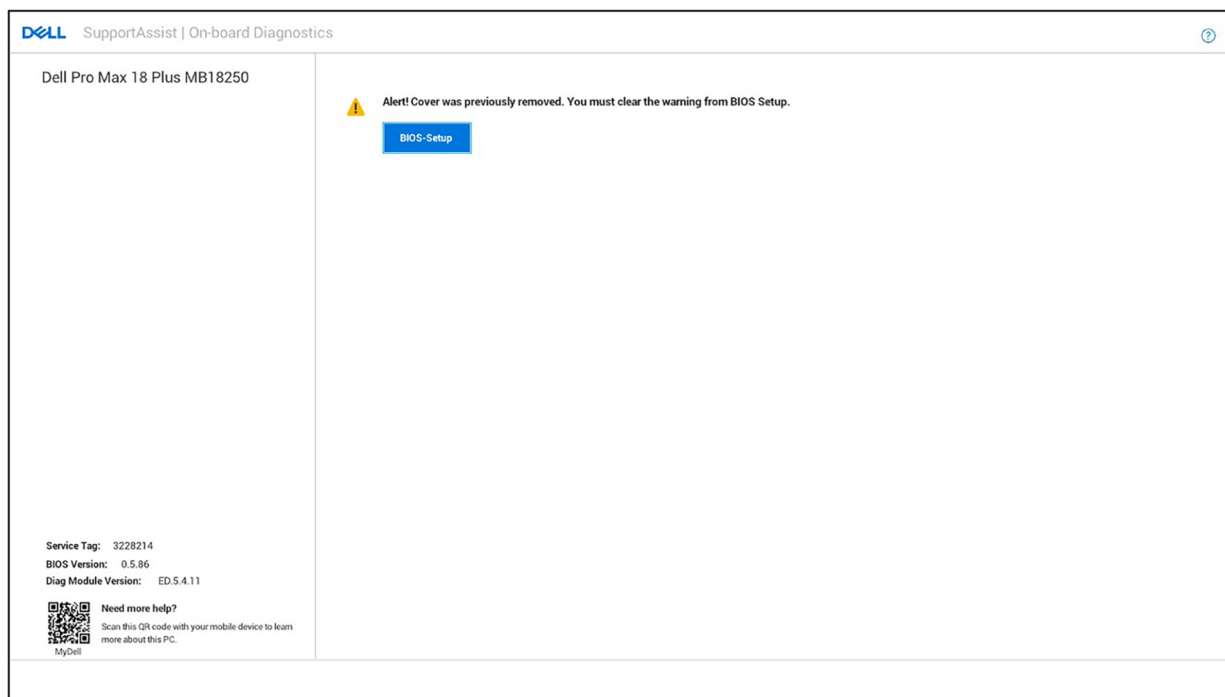 DELL SupportAssist | On-board Diagnostics
Dell Pro Max 18 Plus MB18250
Alert! Cover was previously removed. You must clear the warning from BIOS Setup.
BIOS-Setup
Service Tag: 3228214
BIOS Version: 0.5.86
Diag Module Version: ED.5.4.11
Need more help?
Scan this QR code with your mobile device to learn
more about this PC.
MyDell